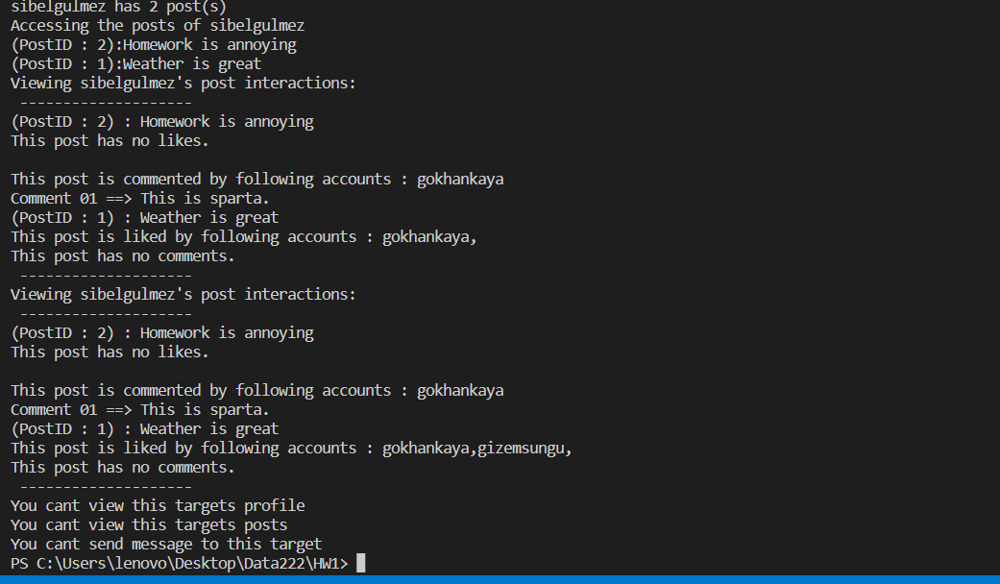 sibelgulmez has 2 post(s)
Accessing the posts of sibelgulmez
(PostID : 2):Homework is annoying
(PostID : 1):Weather is great
Viewing sibelgulmez's post interactions:
--------------------
(PostID : 2) : Homework is annoying
This post has no likes.

This post is commented by following accounts : gokhankaya
Comment 01 ==> This is sparta.
(PostID : 1) : Weather is great
This post is liked by following accounts : gokhankaya,
This post has no comments.
--------------------
Viewing sibelgulmez's post interactions:
--------------------
(PostID : 2) : Homework is annoying
This post has no likes.

This post is commented by following accounts : gokhankaya
Comment 01 ==> This is sparta.
(PostID : 1) : Weather is great
This post is liked by following accounts : gokhankaya,gizemsungu,
This post has no comments.
--------------------
You cant view this targets profile
You cant view this targets posts
You cant send message to this target
PS C:\Users\lenovo\Desktop\Data222\HW1>